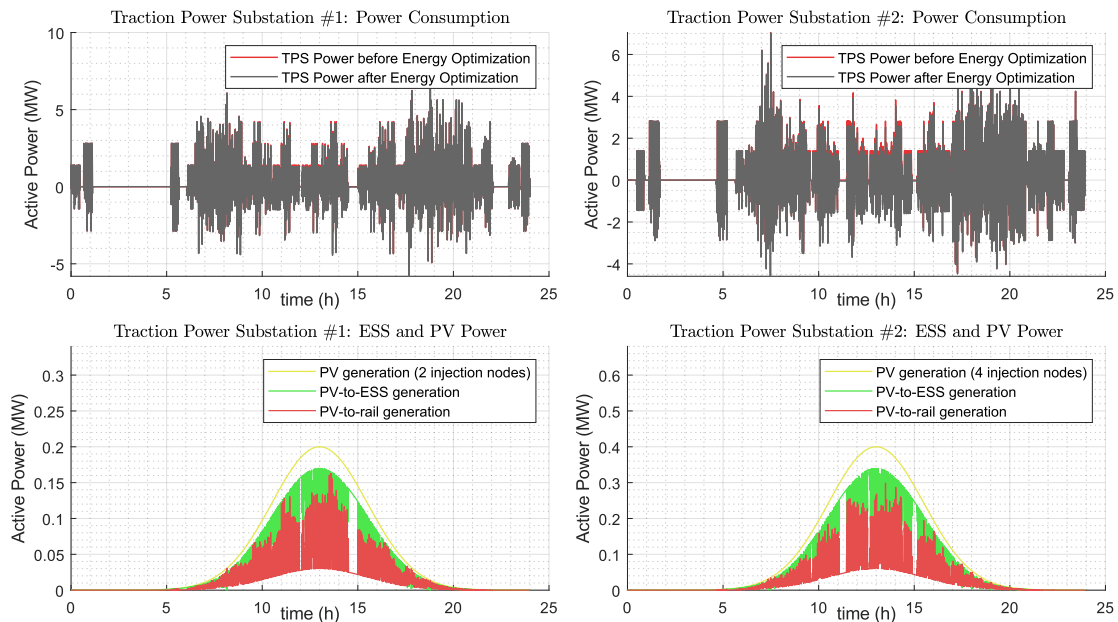 Traction Power Substation #1: Power Consumption
10
5
0
-5
Active Power (MW)
TPS Power before Energy Optimization
TPS Power after Energy Optimization
0
5
10
15
20
25
time (h)
Traction Power Substation #2: Power Consumption
6
4
2
0
-2
-4
Active Power (MW)
TPS Power before Energy Optimization
TPS Power after Energy Optimization
0
5
10
15
20
25
time (h)
Traction Power Substation #1: ESS and PV Power
0.3
0.25
0.2
0.15
0.1
0.05
0
Active Power (MW)
PV generation (2 injection nodes)
PV-to-ESS generation
PV-to-rail generation
0
5
10
15
20
25
time (h)
Traction Power Substation #2: ESS and PV Power
0.6
0.5
0.4
0.3
0.2
0.1
0
Active Power (MW)
PV generation (4 injection nodes)
PV-to-ESS generation
PV-to-rail generation
0
5
10
15
20
25
time (h)